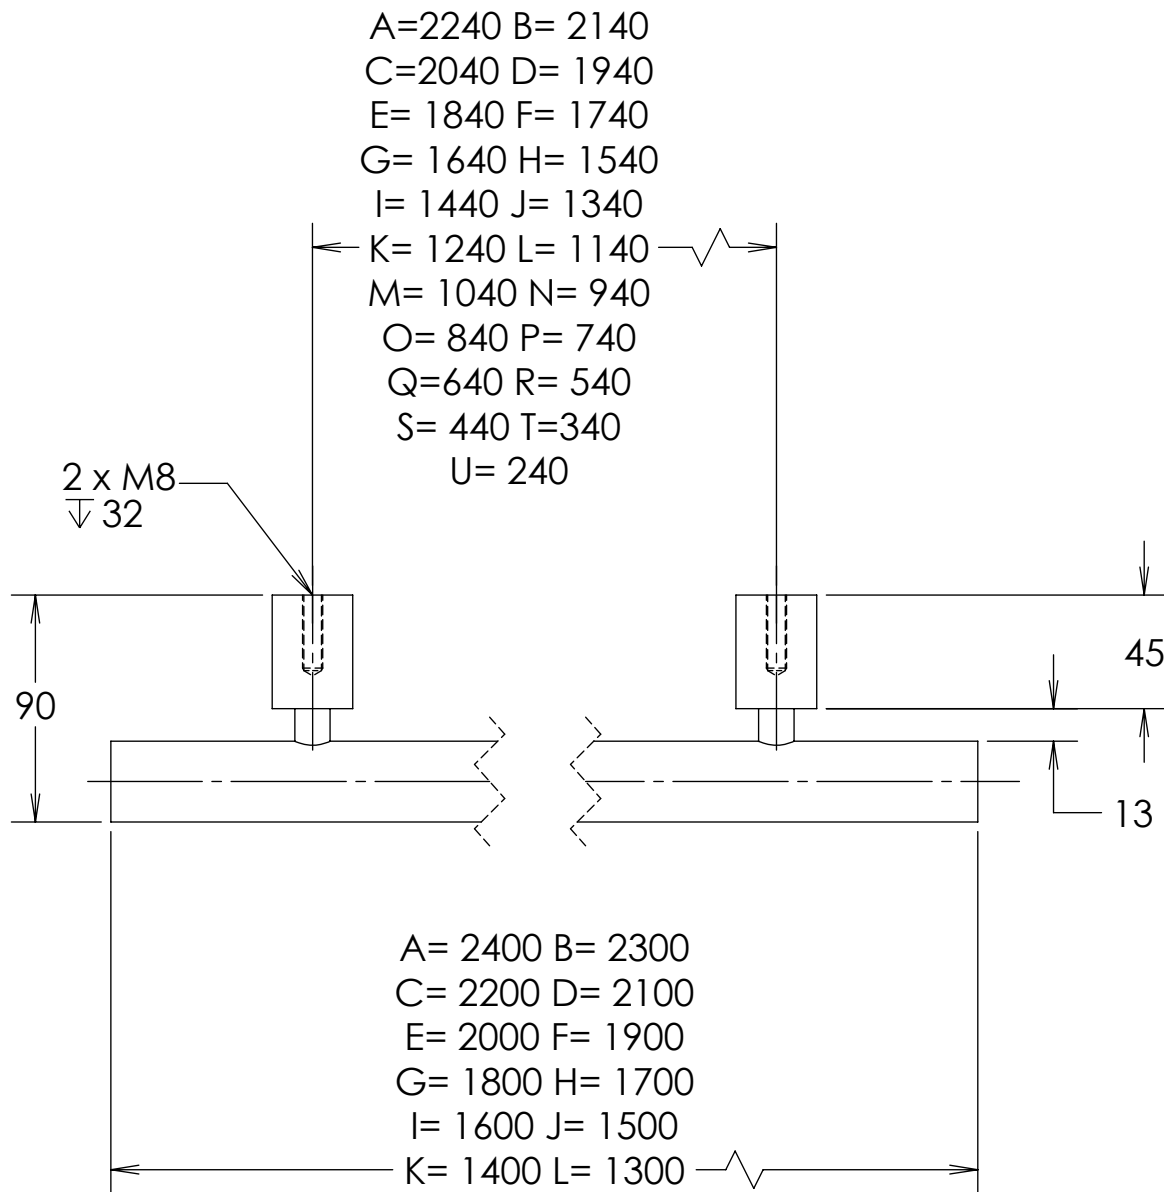 A=2240 B= 2140
C=2040 D= 1940
E= 1840 F= 1740
G= 1640 H= 1540
I= 1440 J= 1340
K= 1240 L= 1140
M= 1040 N= 940
O= 840 P= 740
Q=640 R= 540
S= 440 T=340
U= 240
2 x M8
↧ 32
90
45
13
A= 2400 B= 2300
C= 2200 D= 2100
E= 2000 F= 1900
G= 1800 H= 1700
I= 1600 J= 1500
K= 1400 L= 1300